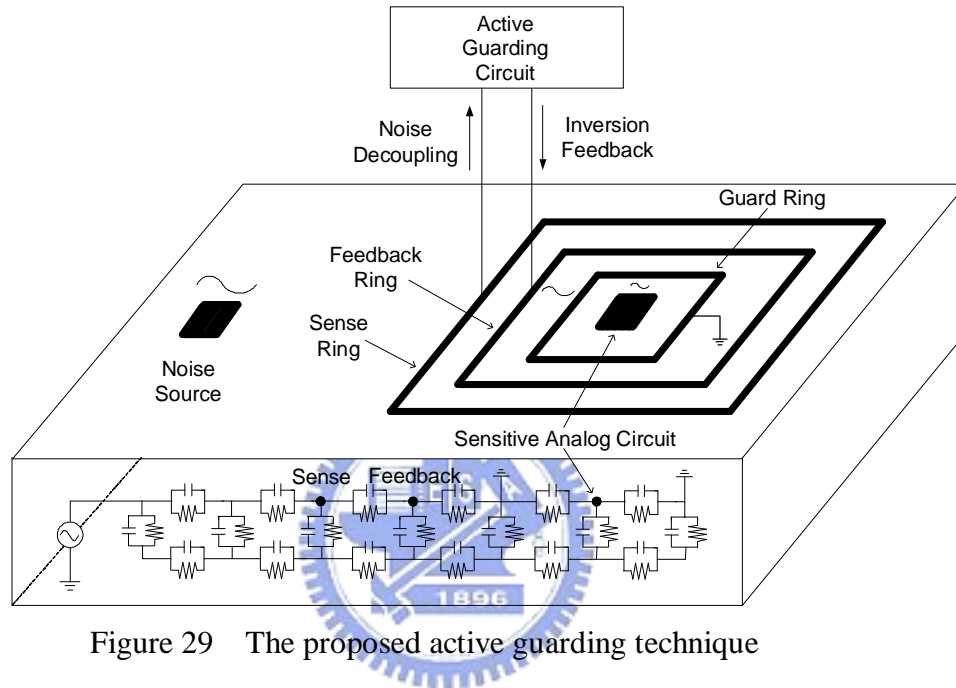 Active
Guarding
Circuit
Noise
Decoupling
Inversion
Feedback
Guard Ring
Feedback
Ring
Sense
Ring
Noise
Source
Sensitive Analog Circuit
Sense
Feedback
1896
Figure 29 The proposed active guarding technique